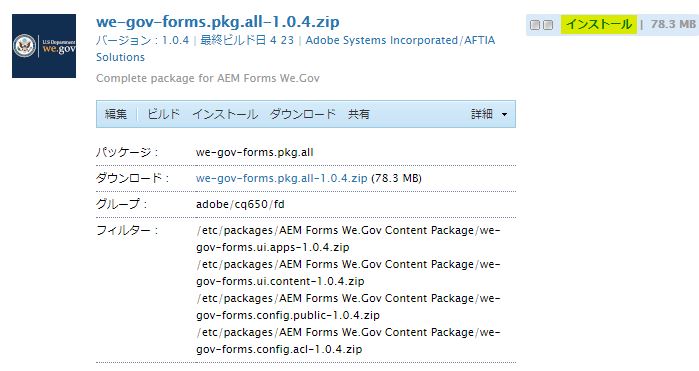 we-gov-forms.pkg.all-1.0.4.zip
インストール | 78.3 MB
バージョン : 1.0.4 | 最終ビルド日 4 23 | Adobe Systems Incorporated/AFTIA
Solutions
U.S Department
we.gov
Complete package for AEM Forms We.Gov
編集 ビルド インストール ダウンロード 共有 詳細
パッケージ : we-gov-forms.pkg.all
ダウンロード : we-gov-forms.pkg.all-1.0.4.zip (78.3 MB)
グループ : adobe/cq650/fd
フィルター : /etc/packages/AEM Forms We.Gov Content Package/we-
gov-forms.ui.apps-1.0.4.zip
/etc/packages/AEM Forms We.Gov Content Package/we-
gov-forms.ui.content-1.0.4.zip
/etc/packages/AEM Forms We.Gov Content Package/we-
gov-forms.config.public-1.0.4.zip
/etc/packages/AEM Forms We.Gov Content Package/we-
gov-forms.config.acl-1.0.4.zip